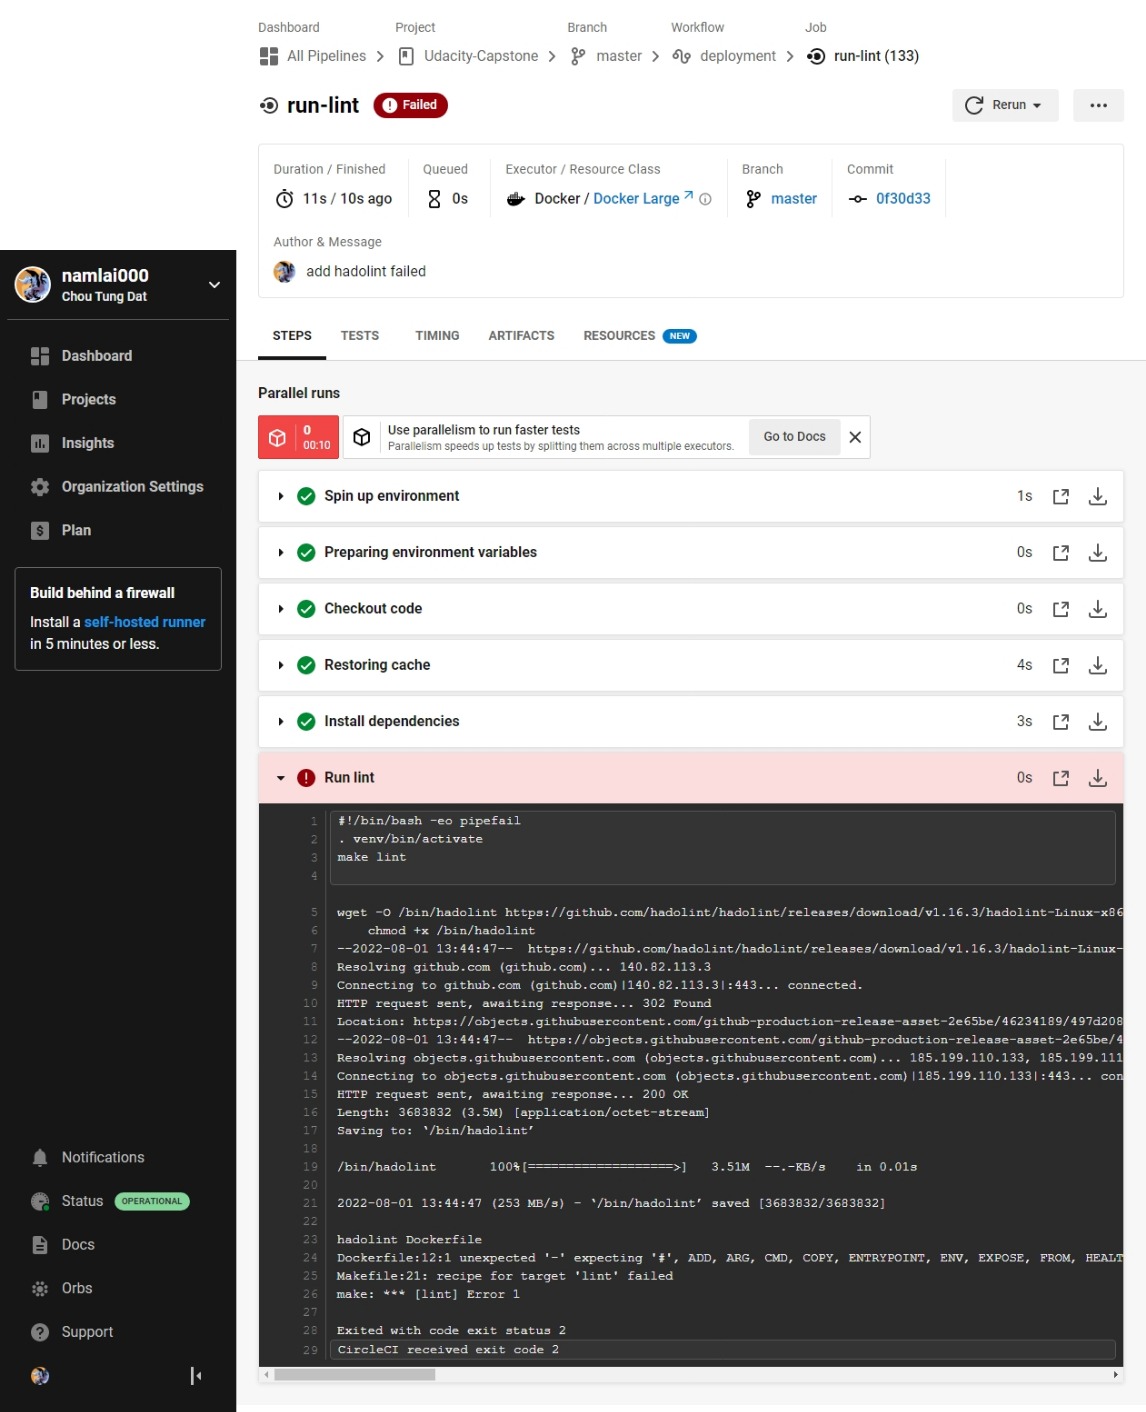 Dashboard Project Branch Workflow Job
All Pipelines Udacity-Capstone master deployment run-lint (133)
run-lint Failed Rerun
Duration / Finished Queued Executor / Resource Class Branch Commit
11s / 10s ago 0s Docker / Docker Large master 0f30d33
Author & Message
add hadolint failed
namlai000
Chou Tung Dat
Dashboard
Projects
Insights
Organization Settings
Plan
Build behind a firewall
Install a self-hosted runner
in 5 minutes or less.
Notifications
Status OPERATIONAL
Docs
Orbs
Support
STEPS TESTS TIMING ARTIFACTS RESOURCES NEW
Parallel runs
0
00:10
Use parallelism to run faster tests
Parallelism speeds up tests by splitting them across multiple executors.
Go to Docs
Spin up environment 1s
Preparing environment variables 0s
Checkout code 0s
Restoring cache 4s
Install dependencies 3s
Run lint 0s
1 #!/bin/bash -eo pipefail
2 . venv/bin/activate
3 make lint
4
5 wget -O /bin/hadolint https://github.com/hadolint/hadolint/releases/download/v1.16.3/hadolint-Linux-x86
6 chmod +x /bin/hadolint
7 --2022-08-01 13:44:47-- https://github.com/hadolint/hadolint/releases/download/v1.16.3/hadolint-Linux-
8 Resolving github.com (github.com)... 140.82.113.3
9 Connecting to github.com (github.com)|140.82.113.3|:443... connected.
10 HTTP request sent, awaiting response... 302 Found
11 Location: https://objects.githubusercontent.com/github-production-release-asset-2e65be/46234189/497d208
12 --2022-08-01 13:44:47-- https://objects.githubusercontent.com/github-production-release-asset-2e65be/4
13 Resolving objects.githubusercontent.com (objects.githubusercontent.com)... 185.199.110.133, 185.199.111
14 Connecting to objects.githubusercontent.com (objects.githubusercontent.com)|185.199.110.133|:443... con
15 HTTP request sent, awaiting response... 200 OK
16 Length: 3683832 (3.5M) [application/octet-stream]
17 Saving to: ‘/bin/hadolint’
18
19 /bin/hadolint 100%[===================>] 3.51M --.-KB/s in 0.01s
20
21 2022-08-01 13:44:47 (253 MB/s) - ‘/bin/hadolint’ saved [3683832/3683832]
22
23 hadolint Dockerfile
24 Dockerfile:12:1 unexpected '-' expecting '#', ADD, ARG, CMD, COPY, ENTRYPOINT, ENV, EXPOSE, FROM, HEALT
25 Makefile:21: recipe for target 'lint' failed
26 make: *** [lint] Error 1
27
28 Exited with code exit status 2
29 CircleCI received exit code 2